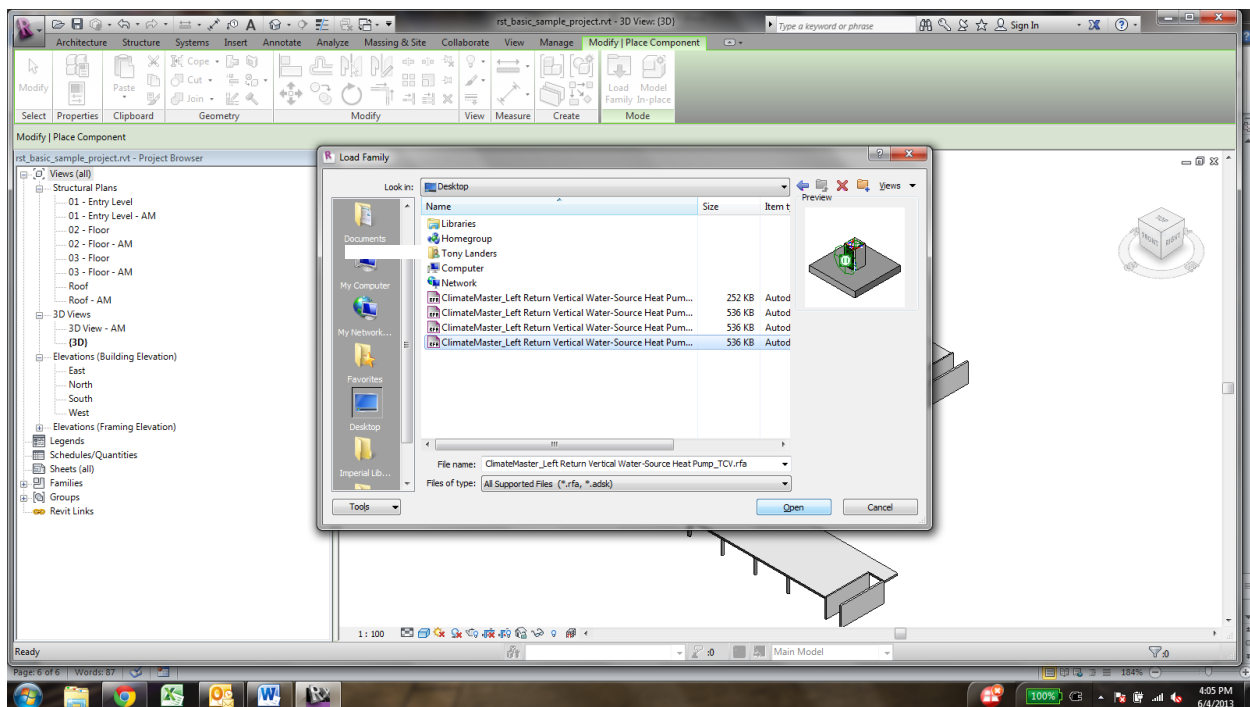 rst_basic_sample_project.rvt - 3D View: {3D}
Type a keyword or phrase
Sign In
Architecture Structure Systems Insert Annotate Analyze Massing & Site Collaborate View Manage Modify | Place Component
Modify
Paste
Cope
Cut
Join
Load Family
Model In-place
Select Properties Clipboard Geometry Modify View Measure Create Mode
Modify | Place Component
rst_basic_sample_project.rvt - Project Browser
Views (all)
Structural Plans
01 - Entry Level
01 - Entry Level - AM
02 - Floor
02 - Floor - AM
03 - Floor
03 - Floor - AM
Roof
Roof - AM
3D Views
3D View - AM
{3D}
Elevations (Building Elevation)
East
North
South
West
Elevations (Framing Elevation)
Legends
Schedules/Quantities
Sheets (all)
Families
Groups
Revit Links
Load Family
Look in: Desktop
Views
Name Size Item t
Preview
Documents
My Computer
My Network...
Favorites
Desktop
Imperial Lib...
Libraries
Homegroup
Tony Landers
Computer
Network
ClimateMaster_Left Return Vertical Water-Source Heat Pum... 252 KB Autod
ClimateMaster_Left Return Vertical Water-Source Heat Pum... 536 KB Autod
ClimateMaster_Left Return Vertical Water-Source Heat Pum... 536 KB Autod
ClimateMaster_Left Return Vertical Water-Source Heat Pum... 536 KB Autod
File name: ClimateMaster_Left Return Vertical Water-Source Heat Pump_TCV.rfa
Files of type: All Supported Files (*.rfa, *.adsk)
Tools
Open
Cancel
TOP
FRONT
RIGHT
1 : 100
Ready
:0
Main Model
:0
Page: 6 of 6 Words: 87
184%
100%
4:05 PM
6/4/2013